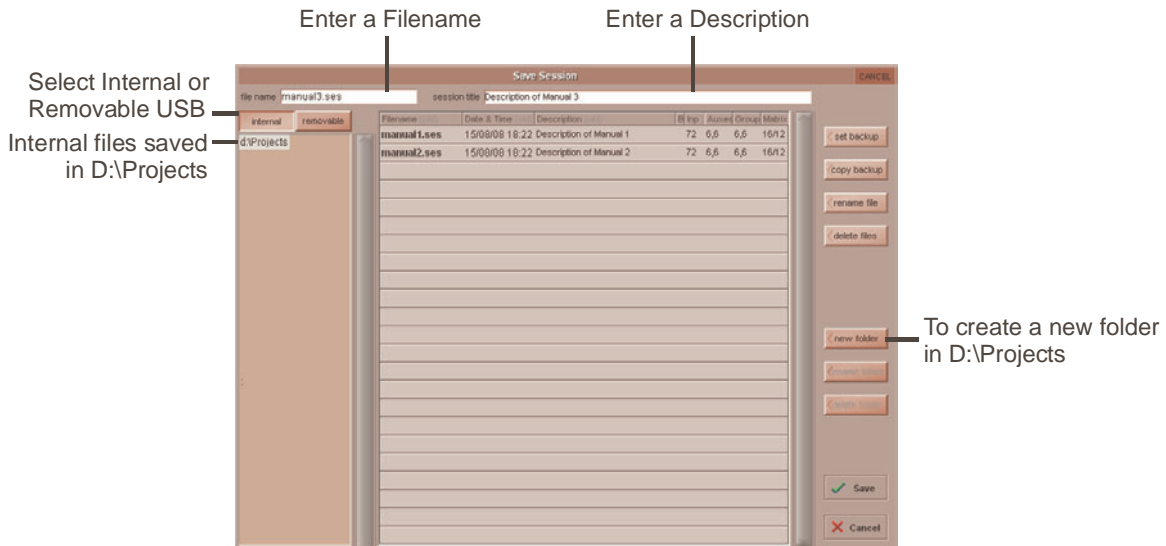 Enter a Filename
Enter a Description
Select Internal or
Removable USB
Internal files saved
in D:\Projects
Save Session
CANCEL
file name manual3.ses
session title Description of Manual 3
internal removable
d:\Projects
Filename Date & Time Description B Inp Auxes Group Matrix
manual1.ses 15/08/08 18:22 Description of Manual 1 72 6,6 6,6 16/12
manual2.ses 15/08/08 18:22 Description of Manual 2 72 6,6 6,6 16/12
set backup
copy backup
rename file
delete files
new folder
To create a new folder
in D:\Projects
Save
Cancel